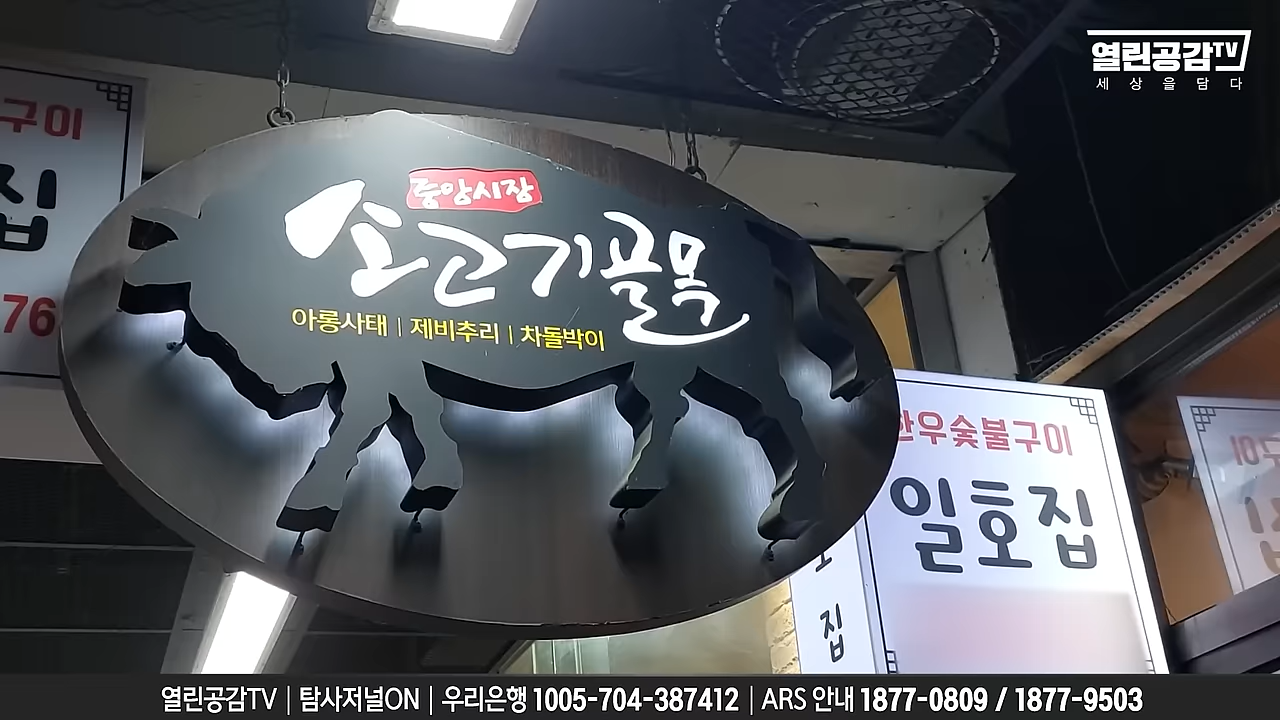 열린공감TV
세상을담다
구이
집
76
중앙시장
소고기골목
아롱사태 | 제비추리 | 차돌박이
한우숯불구이
일호집
집
열린공감TV | 탐사저널ON | 우리은행 1005-704-387412 | ARS 안내 1877-0809 / 1877-9503